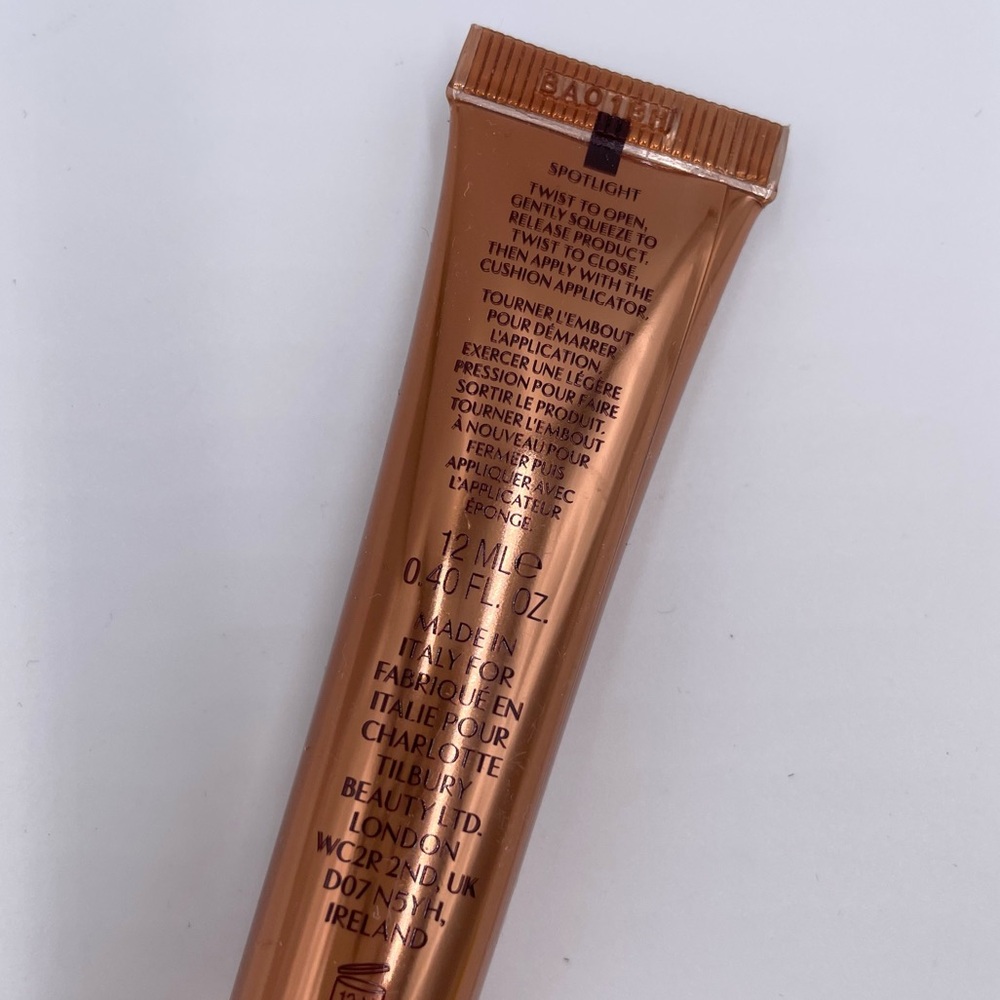 SPOTLIGHT
TWIST TO OPEN,
GENTLY SQUEEZE TO
RELEASE PRODUCT,
TWIST TO CLOSE,
THEN APPLY WITH THE
CUSHION APPLICATOR.
TOURNER L'EMBOUT
POUR DÉMARRER
L'APPLICATION,
EXERCER UNE LÉGÈRE
PRESSION POUR FAIRE
SORTIR LE PRODUIT.
TOURNER L'EMBOUT
À NOUVEAU POUR
FERMER PUIS
APPLIQUER AVEC
L'APPLICATEUR
ÉPONGE.
12 ML e
0.40 FL. OZ.
MADE IN
ITALY FOR
FABRIQUÉ EN
ITALIE POUR
CHARLOTTE
TILBURY
BEAUTY LTD.
LONDON
WC2R 2ND, UK
D07 N5YH,
IRELAND